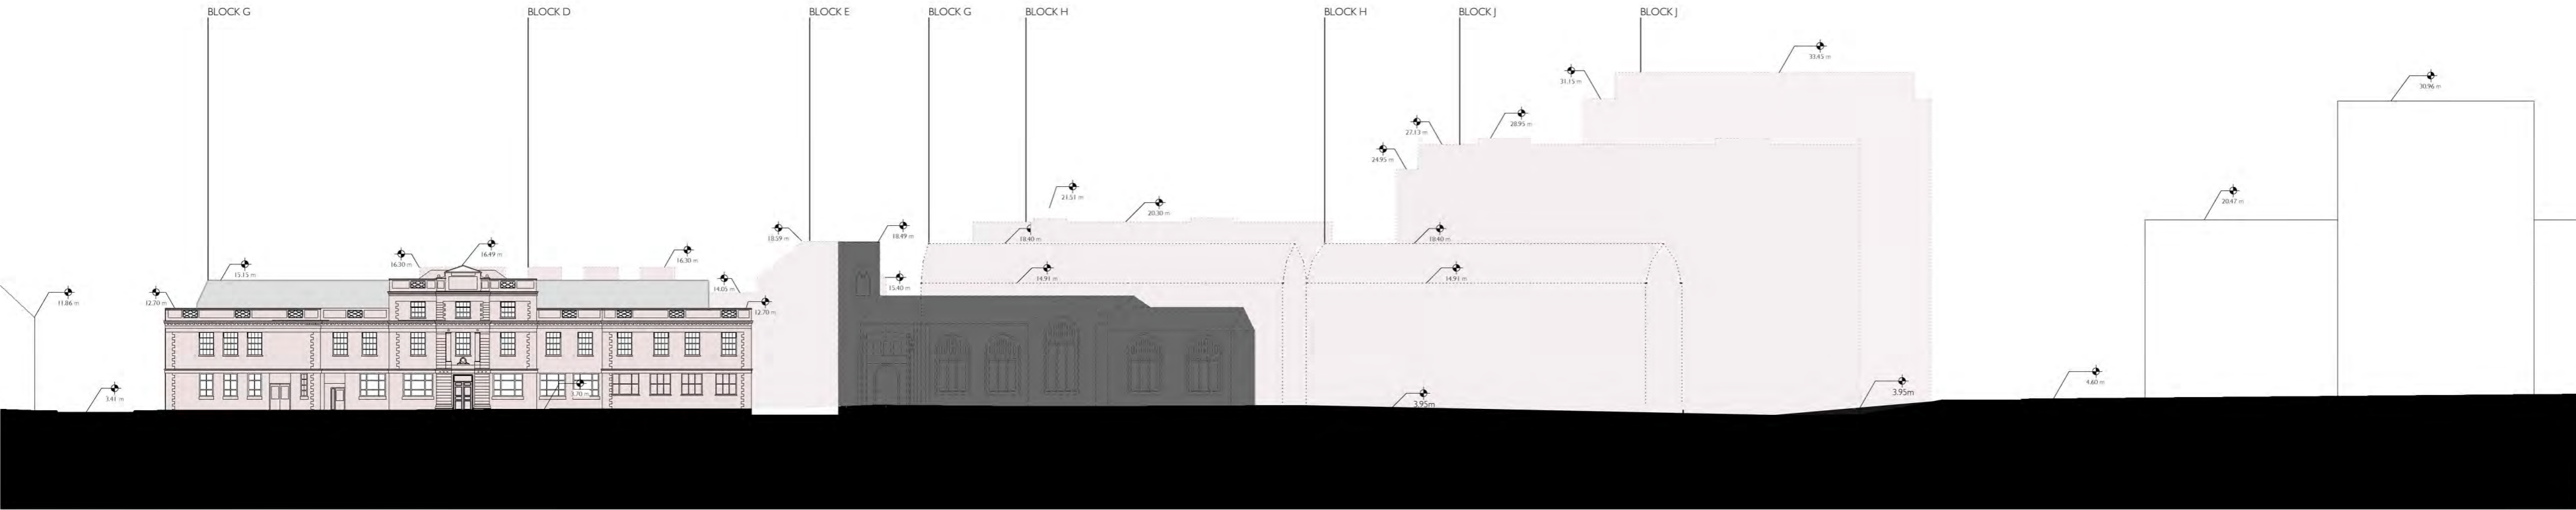 BLOCK G
BLOCK D
BLOCK E
BLOCK G
BLOCK H
BLOCK H
BLOCK J
BLOCK J
33.45 m
31.15 m
30.96 m
28.95 m
27.13 m
24.95 m
21.51 m
20.30 m
20.47 m
18.59 m
18.49 m
18.40 m
18.40 m
16.30 m
16.49 m
16.30 m
15.15 m
14.05 m
15.40 m
14.91 m
14.91 m
11.86 m
12.70 m
12.70 m
3.41 m
3.70 m
3.95m
3.95m
4.60 m